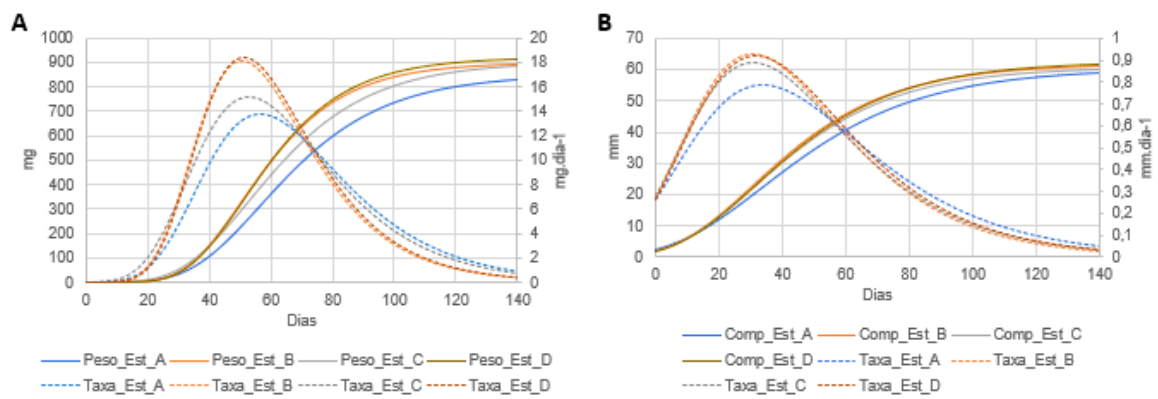 A
1000
900
800
700
600
500
400
300
200
100
0
mg
20
18
16
14
12
10
8
6
4
2
0
mg.dia-1
0 20 40 60 80 100 120 140
Dias
Peso_Est_A Peso_Est_B Peso_Est_C Peso_Est_D
Taxa_Est_A Taxa_Est_B Taxa_Est_C Taxa_Est_D
B
70
60
50
40
30
20
10
0
mm
1
0,9
0,8
0,7
0,6
0,5
0,4
0,3
0,2
0,1
0
mm.dia-1
0 20 40 60 80 100 120 140
Dias
Comp_Est_A Comp_Est_B Comp_Est_C
Comp_Est_D Taxa_Est_A Taxa_Est_B
Taxa_Est_C Taxa_Est_D